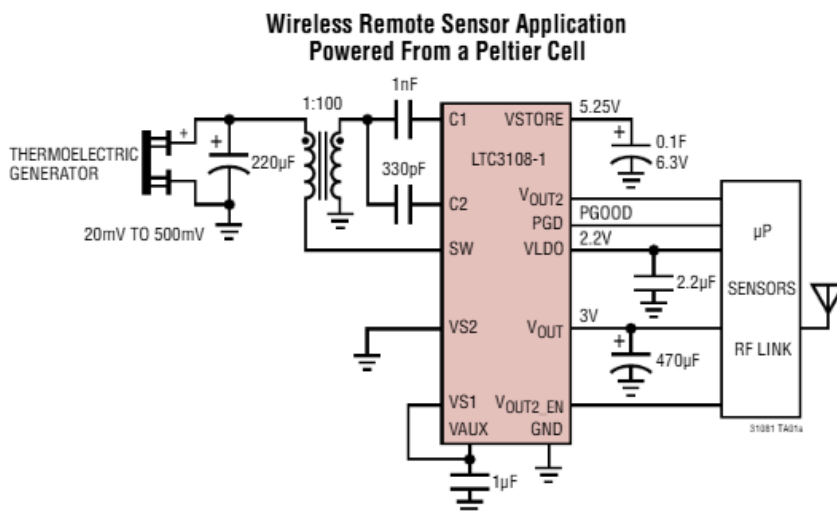 Wireless Remote Sensor Application
Powered From a Peltier Cell
1nF
1:100
C1
VSTORE
5.25V
+
THERMOELECTRIC
GENERATOR
+
+
220µF
LTC3108-1
0.1F
6.3V
330pF
C2
VOUT2
PGD
PGOOD
µP
20mV TO 500mV
SW
VLDO
2.2V
2.2µF
SENSORS
VS2
VOUT
3V
+
470µF
RF LINK
VS1
VOUT2_EN
VAUX
GND
31081 TA01a
1µF